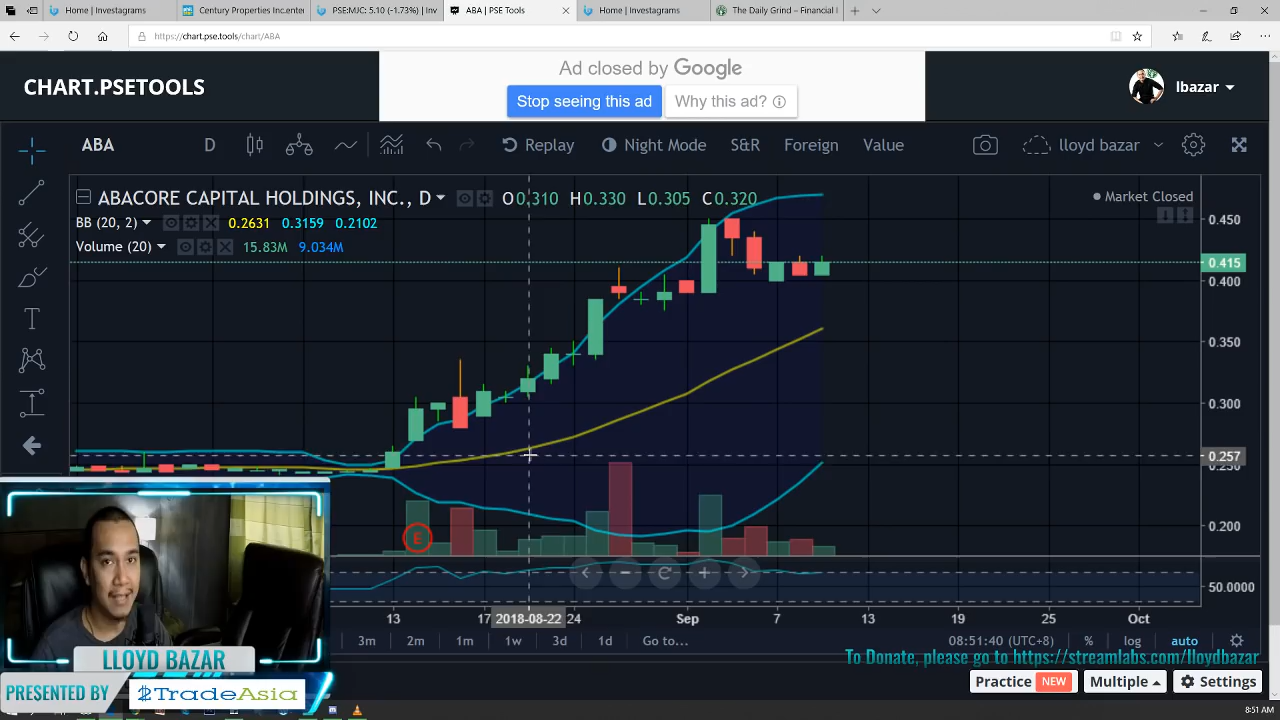 Home | Investagrams
Century Properties Incente
PSE:MC: 5.10 (-1.73%) | Inv
ABA | PSE Tools
Home | Investagrams
The Daily Grind – Financial I
https://chart.pse.tools/chart/ABA
CHART.PSETOOLS
Ad closed by Google
Stop seeing this ad
Why this ad?
lbazar
ABA
D
Replay
Night Mode
S&R
Foreign
Value
lloyd bazar
ABACORE CAPITAL HOLDINGS, INC., D
O0.310 H0.330 L0.305 C0.320
Market Closed
BB (20, 2)
0.2631 0.3159 0.2102
Volume (20)
15.83M 9.034M
0.450
0.415
0.400
0.350
0.300
0.257
0.250
0.200
50.0000
E
13
17
2018-08-22
24
Sep
7
13
19
25
Oct
3m
2m
1m
1w
3d
1d
Go to...
08:51:40 (UTC+8)
%
log
auto
LLOYD BAZAR
PRESENTED BY
TradeAsia
To Donate, please go to https://streamlabs.com/lloydbazar
Practice NEW
Multiple
Settings
8:51 AM